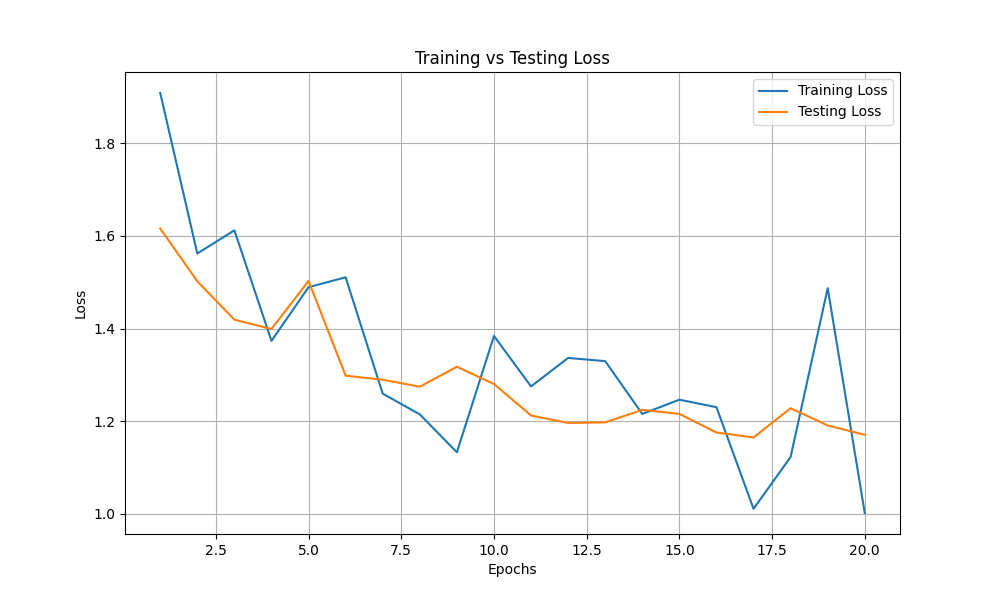 Training vs Testing Loss
Training Loss
Testing Loss
1.8
1.6
1.4
1.2
1.0
Loss
2.5 5.0 7.5 10.0 12.5 15.0 17.5 20.0
Epochs